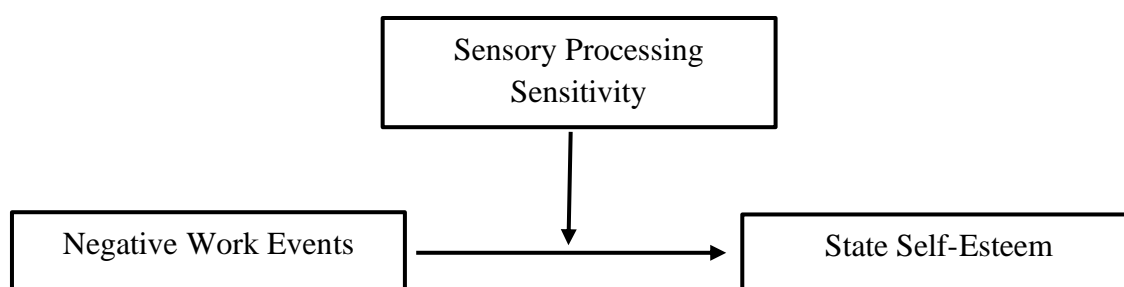 Sensory Processing
Sensitivity
Negative Work Events
State Self-Esteem